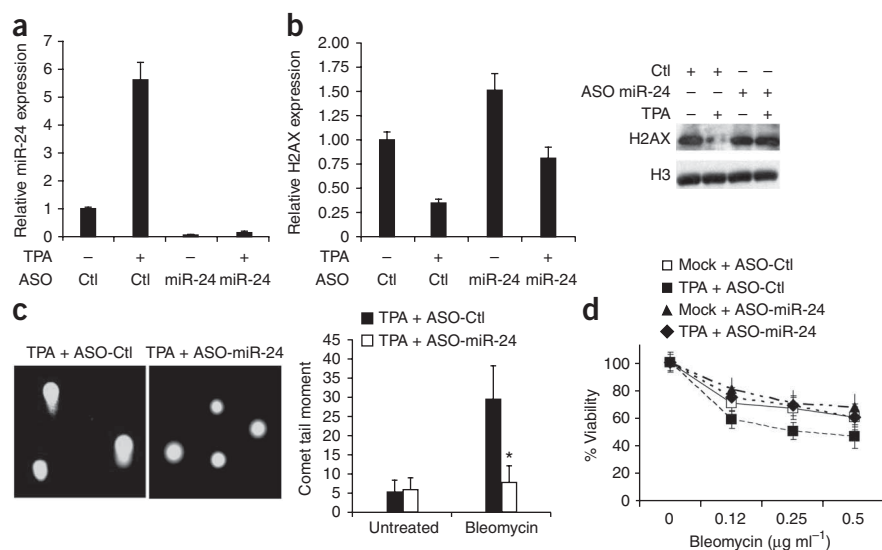 a
Relative miR-24 expression
7
6
5
4
3
2
1
0
TPA – + – +
ASO Ctl Ctl miR-24 miR-24
b
Relative H2AX expression
2.00
1.75
1.50
1.25
1.00
0.75
0.50
0.25
0
TPA – + – +
ASO Ctl Ctl miR-24 miR-24
Ctl + + – –
ASO miR-24 – – + +
TPA – + – +
H2AX
H3
c
TPA + ASO-Ctl TPA + ASO-miR-24
TPA + ASO-Ctl
TPA + ASO-miR-24
Comet tail moment
45
40
35
30
25
20
15
10
5
0
*
Untreated Bleomycin
d
Mock + ASO-Ctl
TPA + ASO-Ctl
Mock + ASO-miR-24
TPA + ASO-miR-24
% Viability
100
80
60
40
20
0
0 0.12 0.25 0.5
Bleomycin (μg ml⁻¹)